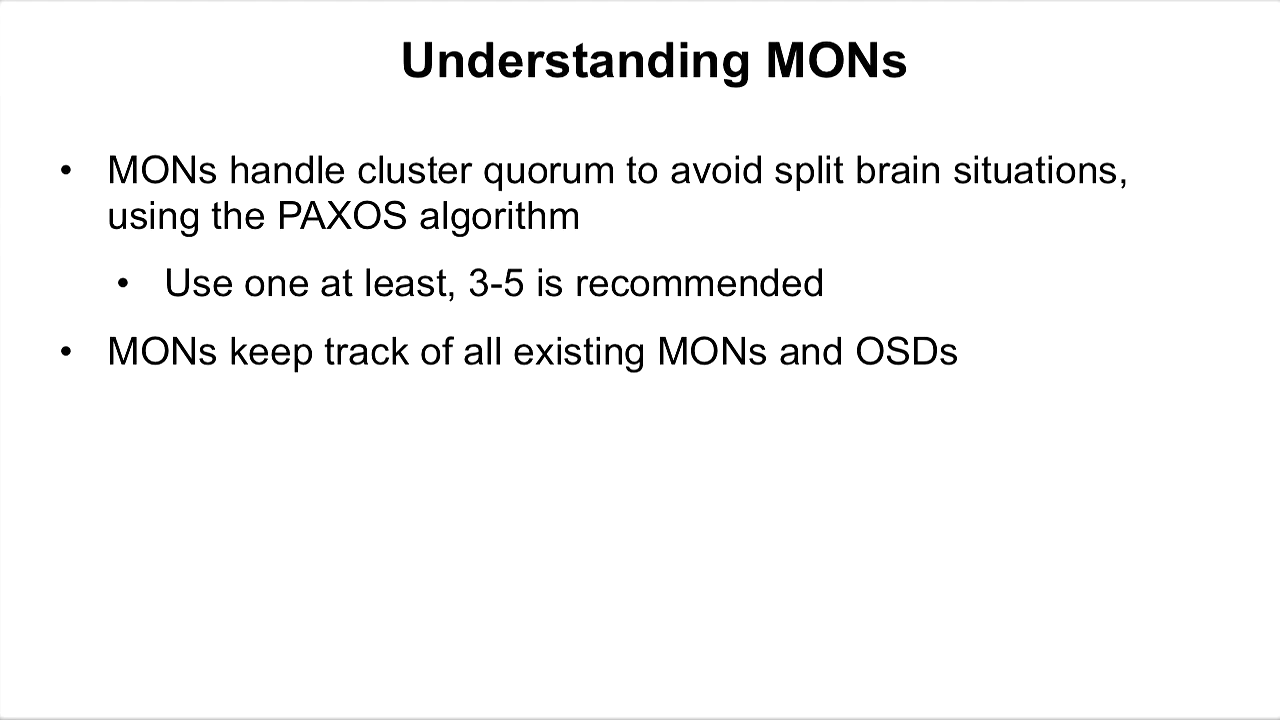 Understanding MONs
• MONs handle cluster quorum to avoid split brain situations,
using the PAXOS algorithm
• Use one at least, 3-5 is recommended
• MONs keep track of all existing MONs and OSDs